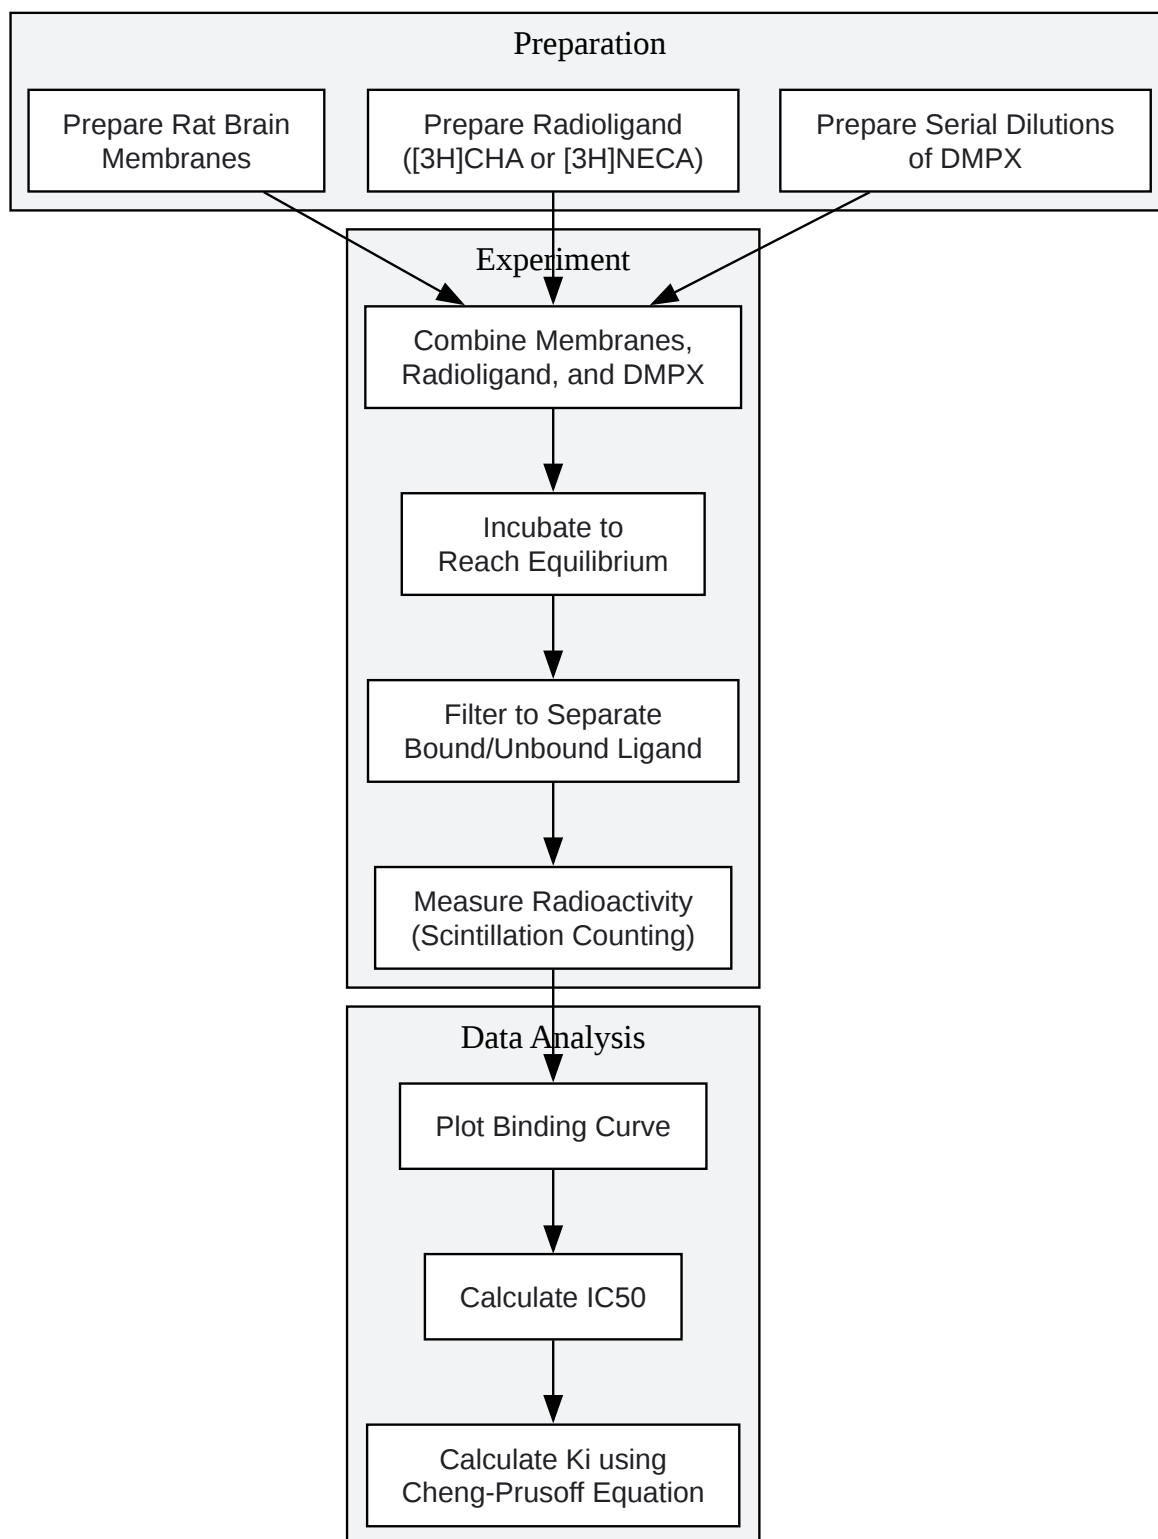 Preparation
Prepare Rat Brain
Membranes
Prepare Radioligand
([3H]CHA or [3H]NECA)
Prepare Serial Dilutions
of DMPX
Experiment
Combine Membranes,
Radioligand, and DMPX
Incubate to
Reach Equilibrium
Filter to Separate
Bound/Unbound Ligand
Measure Radioactivity
(Scintillation Counting)
Data Analysis
Plot Binding Curve
Calculate IC50
Calculate Ki using
Cheng-Prusoff Equation